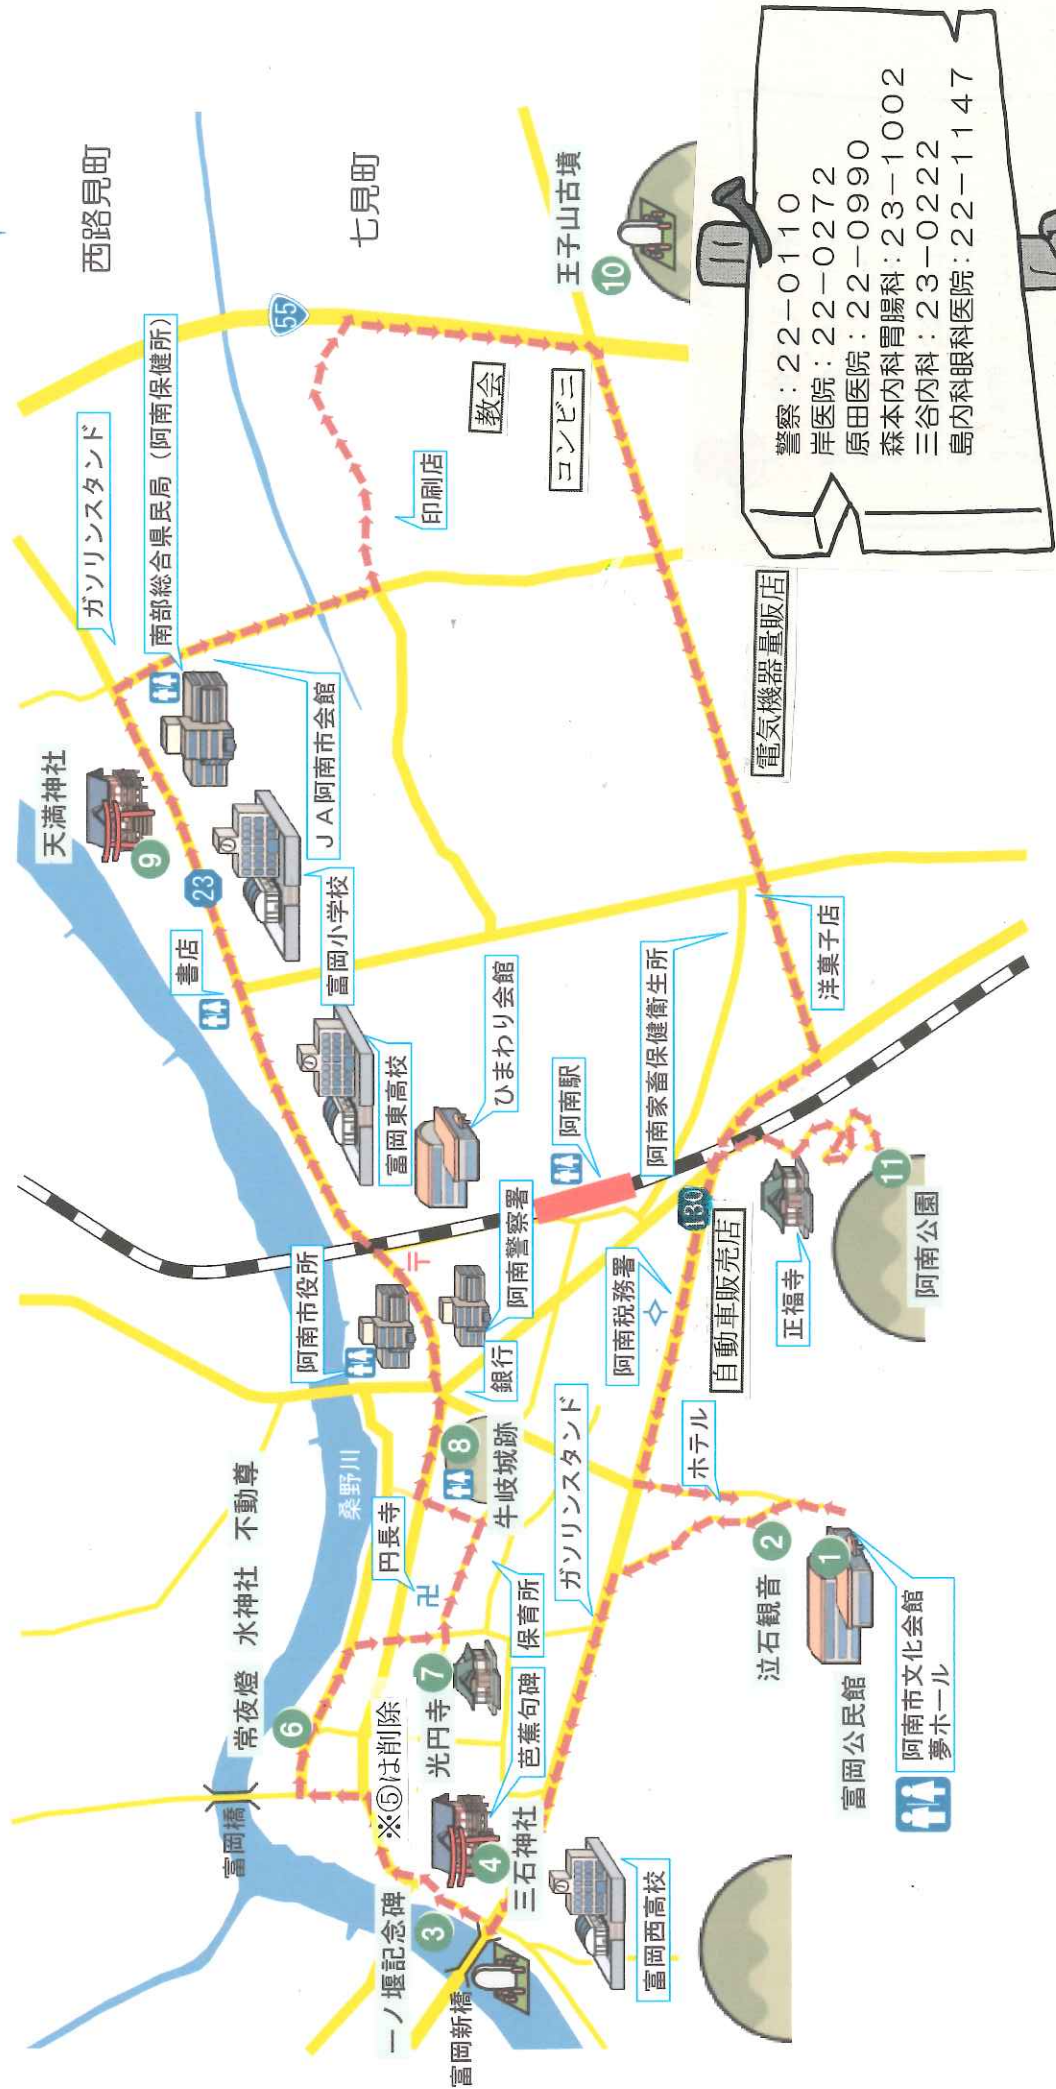 西路見町
七見町
55
王子山古墳
10
ガソリンスタンド
南部総合県民局（阿南保健所）
教会
コンビニ
印刷店
天満神社
9
23
JA阿南市会館
富岡小学校
書店
電気機器量販店
洋菓子店
富岡東高校
ひまわり会館
阿南駅
阿南家畜保健衛生所
阿南市役所
〒
阿南警察署
銀行
阿南税務署
130
自動車販売店
正福寺
11
阿南公園
不動尊
水神社
常夜燈
6
桑野川
円長寺
卍
8
牛岐城跡
保育所
ガソリンスタンド
ホテル
2
泣石観音
1
富岡公民館
阿南市文化会館
夢ホール
富岡橋
※⑤は削除
7
光円寺
芭蕉句碑
4
三石神社
一ノ堰記念碑
3
富岡新橋
富岡西高校
警察：22－0110
岸医院：22－0272
原田医院：22－0990
森本内科胃腸科：23－1002
三谷内科：23－0222
島内科眼科医院：22－1147